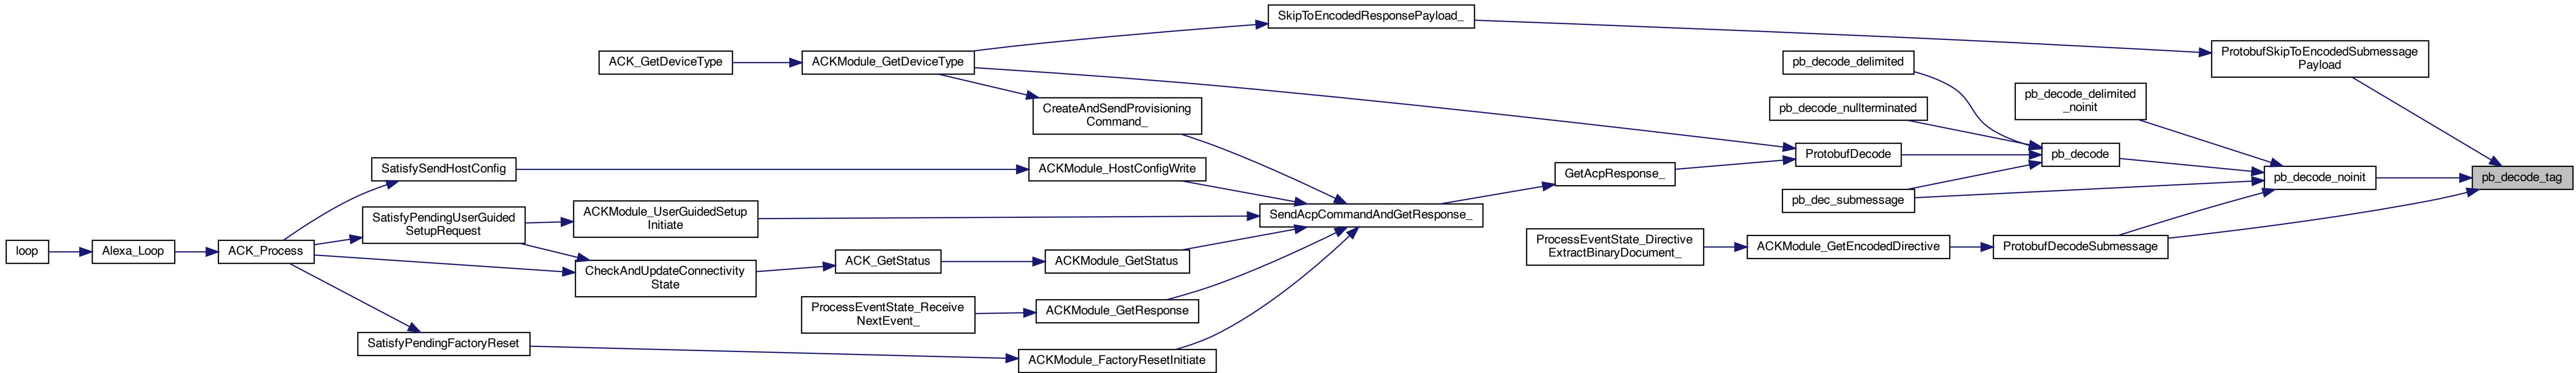 SkipToEncodedResponsePayload_
ProtobufSkipToEncodedSubmessage
Payload
ACK_GetDeviceType
ACKModule_GetDeviceType
pb_decode_delimited
CreateAndSendProvisioning
Command_
pb_decode_nullterminated
pb_decode_delimited
_noinit
SatisfySendHostConfig
ACKModule_HostConfigWrite
GetAcpResponse_
ProtobufDecode
pb_decode
pb_decode_noinit
pb_decode_tag
pb_dec_submessage
SatisfyPendingUserGuided
SetupRequest
ACKModule_UserGuidedSetup
Initiate
SendAcpCommandAndGetResponse_
loop
Alexa_Loop
ACK_Process
CheckAndUpdateConnectivity
State
ACK_GetStatus
ACKModule_GetStatus
ProcessEventState_Directive
ExtractBinaryDocument_
ACKModule_GetEncodedDirective
ProtobufDecodeSubmessage
ProcessEventState_Receive
NextEvent_
ACKModule_GetResponse
SatisfyPendingFactoryReset
ACKModule_FactoryResetInitiate